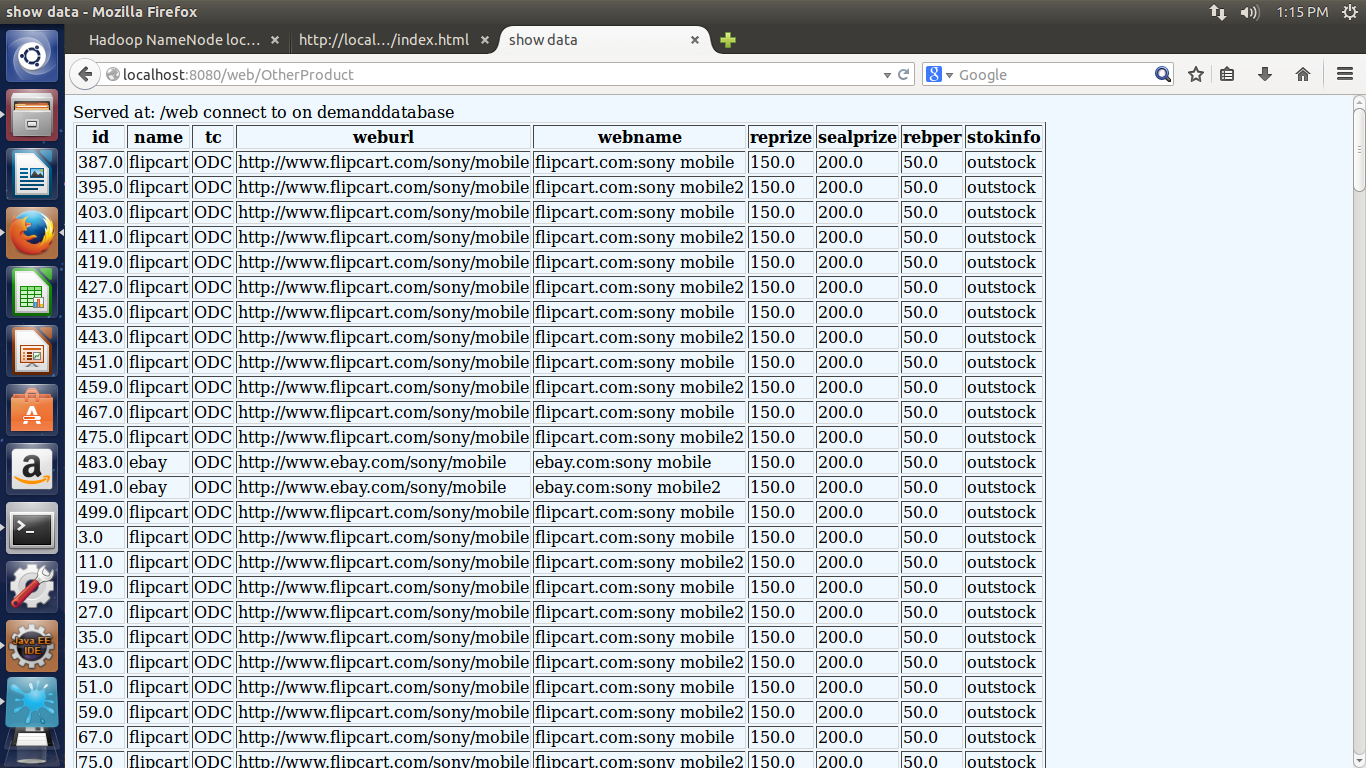 show data - Mozilla Firefox
1:15 PM
Hadoop NameNode loc...
http://local.../index.html
show data
localhost:8080/web/OtherProduct
Google
Served at: /web connect to on demanddatabase
id name tc weburl webname reprize sealprize rebper stokinfo
387.0 flipcart ODC http://www.flipcart.com/sony/mobile flipcart.com:sony mobile 150.0 200.0 50.0 outstock
395.0 flipcart ODC http://www.flipcart.com/sony/mobile flipcart.com:sony mobile2 150.0 200.0 50.0 outstock
403.0 flipcart ODC http://www.flipcart.com/sony/mobile flipcart.com:sony mobile 150.0 200.0 50.0 outstock
411.0 flipcart ODC http://www.flipcart.com/sony/mobile flipcart.com:sony mobile2 150.0 200.0 50.0 outstock
419.0 flipcart ODC http://www.flipcart.com/sony/mobile flipcart.com:sony mobile 150.0 200.0 50.0 outstock
427.0 flipcart ODC http://www.flipcart.com/sony/mobile flipcart.com:sony mobile2 150.0 200.0 50.0 outstock
435.0 flipcart ODC http://www.flipcart.com/sony/mobile flipcart.com:sony mobile 150.0 200.0 50.0 outstock
443.0 flipcart ODC http://www.flipcart.com/sony/mobile flipcart.com:sony mobile2 150.0 200.0 50.0 outstock
451.0 flipcart ODC http://www.flipcart.com/sony/mobile flipcart.com:sony mobile 150.0 200.0 50.0 outstock
459.0 flipcart ODC http://www.flipcart.com/sony/mobile flipcart.com:sony mobile2 150.0 200.0 50.0 outstock
467.0 flipcart ODC http://www.flipcart.com/sony/mobile flipcart.com:sony mobile 150.0 200.0 50.0 outstock
475.0 flipcart ODC http://www.flipcart.com/sony/mobile flipcart.com:sony mobile2 150.0 200.0 50.0 outstock
483.0 ebay ODC http://www.ebay.com/sony/mobile ebay.com:sony mobile 150.0 200.0 50.0 outstock
491.0 ebay ODC http://www.ebay.com/sony/mobile ebay.com:sony mobile2 150.0 200.0 50.0 outstock
499.0 flipcart ODC http://www.flipcart.com/sony/mobile flipcart.com:sony mobile 150.0 200.0 50.0 outstock
3.0 flipcart ODC http://www.flipcart.com/sony/mobile flipcart.com:sony mobile 150.0 200.0 50.0 outstock
11.0 flipcart ODC http://www.flipcart.com/sony/mobile flipcart.com:sony mobile2 150.0 200.0 50.0 outstock
19.0 flipcart ODC http://www.flipcart.com/sony/mobile flipcart.com:sony mobile 150.0 200.0 50.0 outstock
27.0 flipcart ODC http://www.flipcart.com/sony/mobile flipcart.com:sony mobile2 150.0 200.0 50.0 outstock
35.0 flipcart ODC http://www.flipcart.com/sony/mobile flipcart.com:sony mobile 150.0 200.0 50.0 outstock
43.0 flipcart ODC http://www.flipcart.com/sony/mobile flipcart.com:sony mobile2 150.0 200.0 50.0 outstock
51.0 flipcart ODC http://www.flipcart.com/sony/mobile flipcart.com:sony mobile 150.0 200.0 50.0 outstock
59.0 flipcart ODC http://www.flipcart.com/sony/mobile flipcart.com:sony mobile2 150.0 200.0 50.0 outstock
67.0 flipcart ODC http://www.flipcart.com/sony/mobile flipcart.com:sony mobile 150.0 200.0 50.0 outstock
75.0 flipcart ODC http://www.flipcart.com/sony/mobile flipcart.com:sony mobile2 150.0 200.0 50.0 outstock
Java EE
IDE